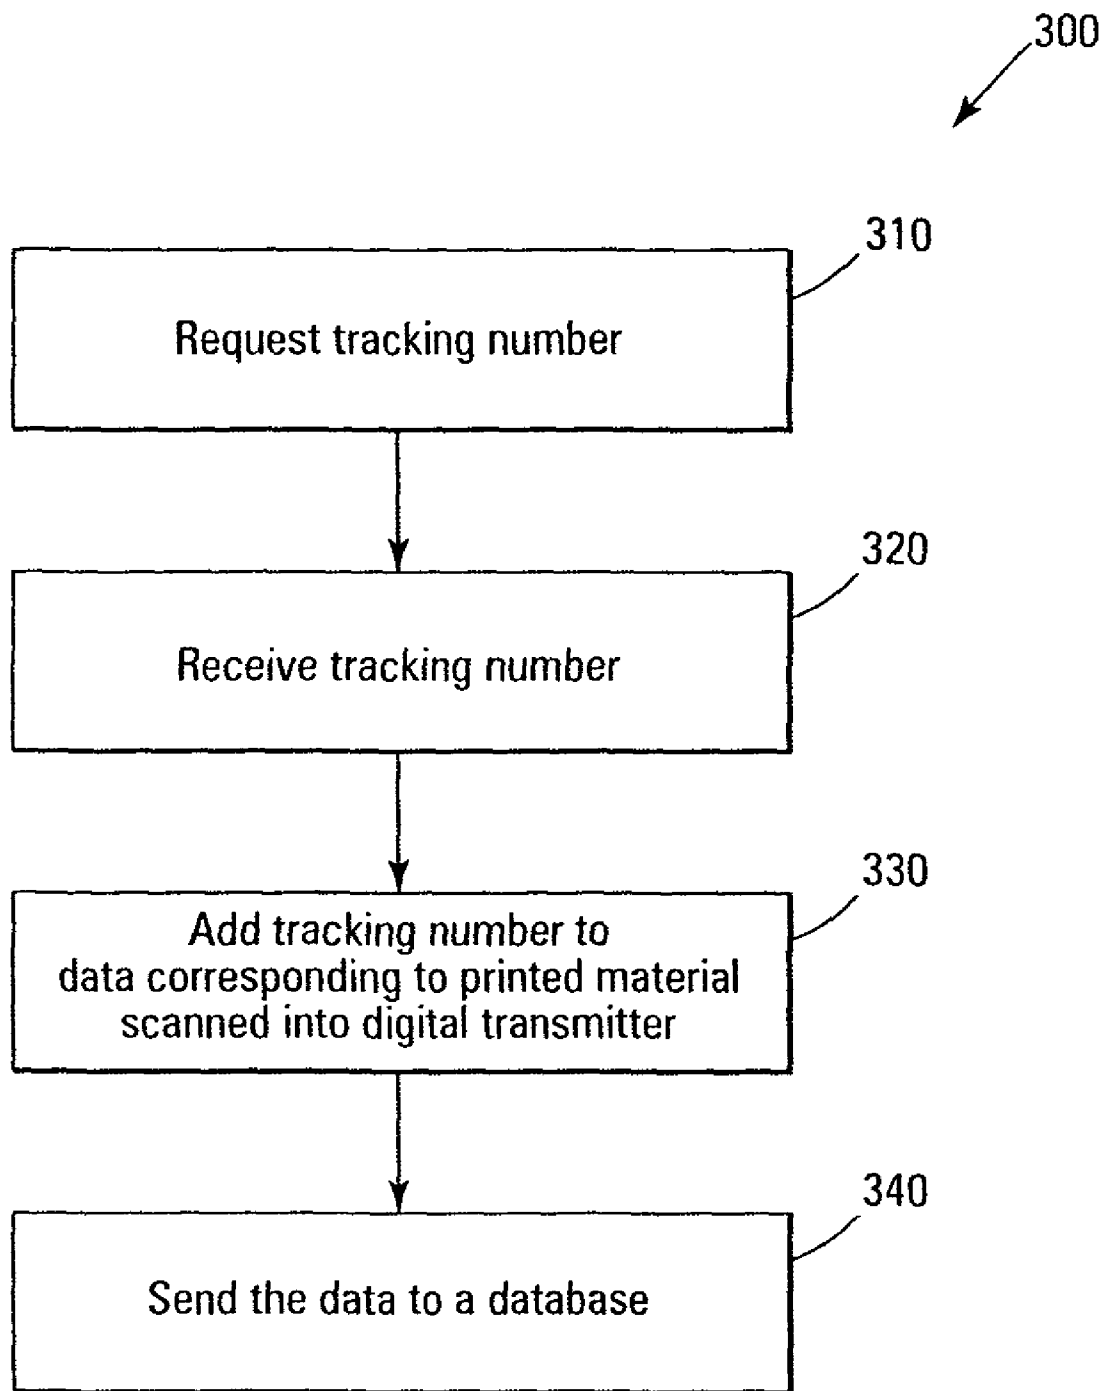 300
310
Request tracking number
320
Receive tracking number
330
Add tracking number to
data corresponding to printed material
scanned into digital transmitter
340
Send the data to a database